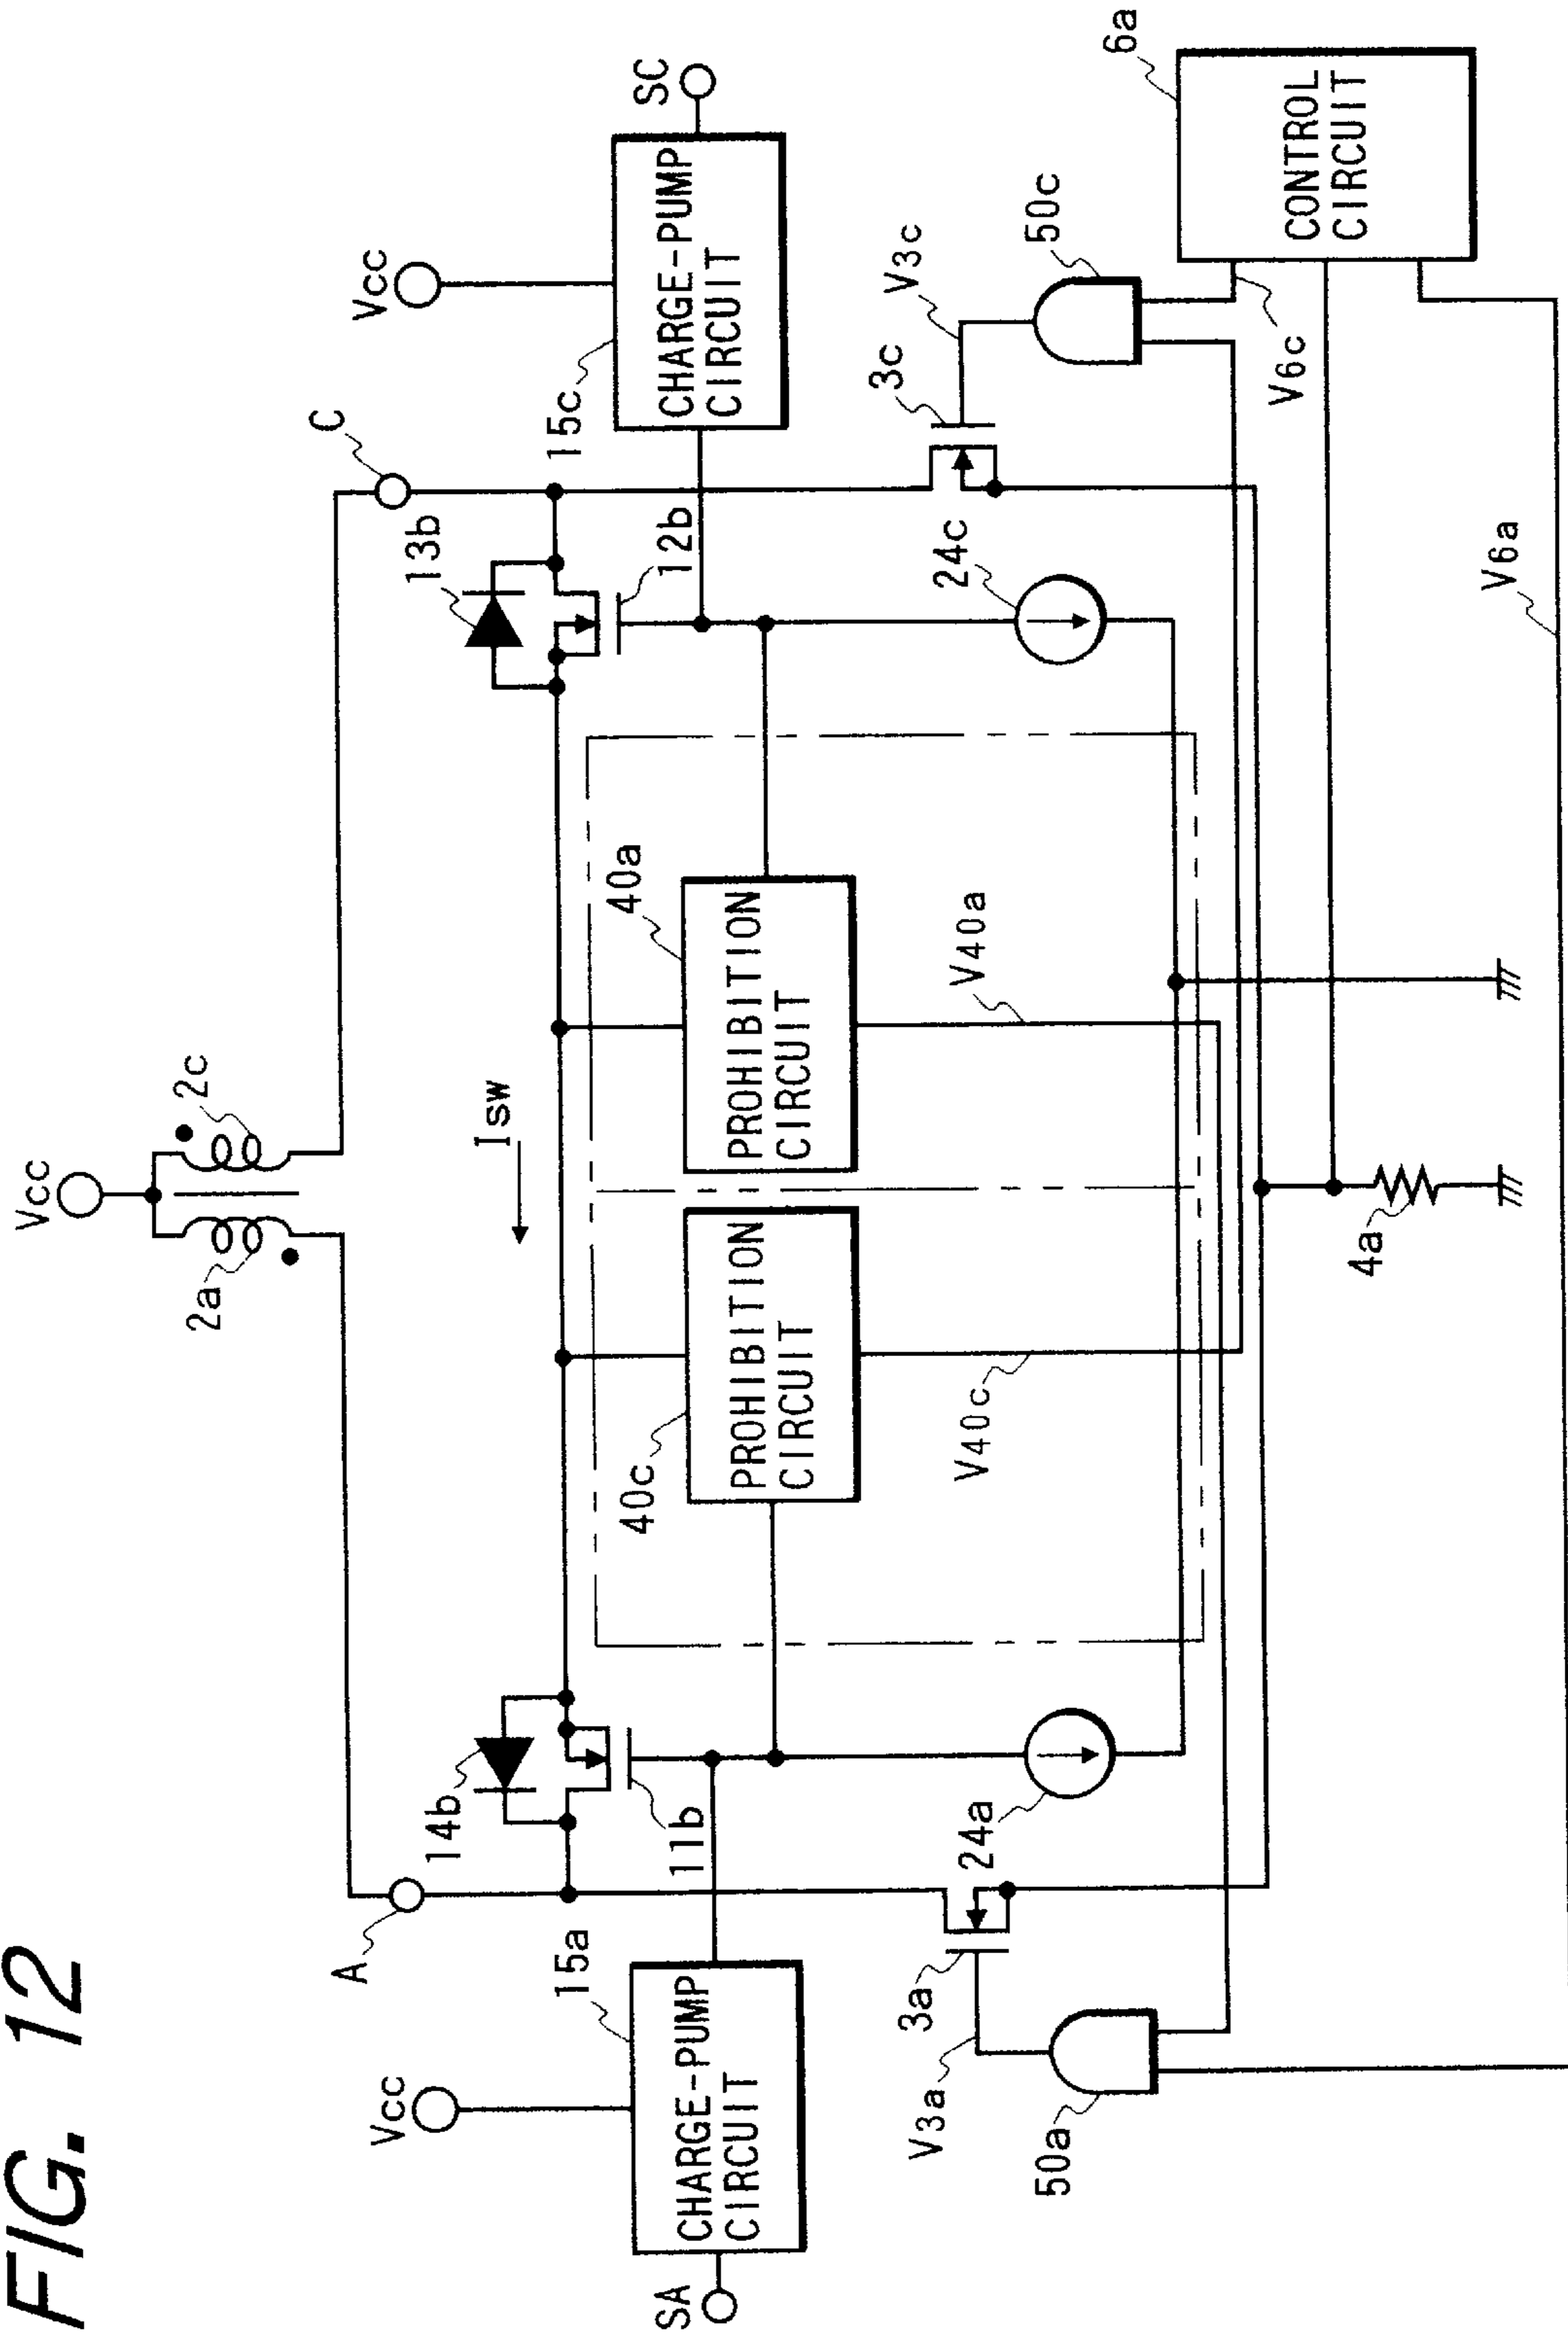 FIG. 12
Vcc
2a
2c
A
C
Vcc
15a
CHARGE-PUMP
CIRCUIT
SA
14b
11b
Isw
13b
12b
Vcc
15c
CHARGE-PUMP
CIRCUIT
SC
40c
PROHIBITION
CIRCUIT
40a
PROHIBITION
CIRCUIT
V3a
3a
24a
V40c
V40a
24c
3c
V3c
50a
50c
4a
V6c
V6a
CONTROL
CIRCUIT
6a